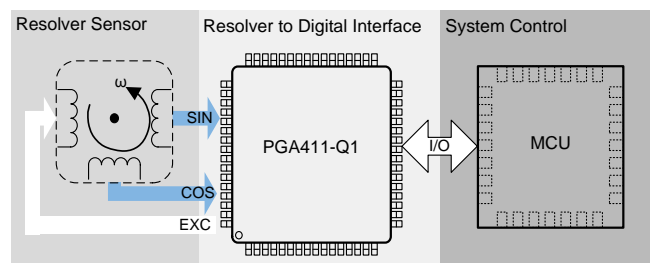 Resolver Sensor
Resolver to Digital Interface
System Control
ω
SIN
PGA411-Q1
I/O
MCU
COS
EXC